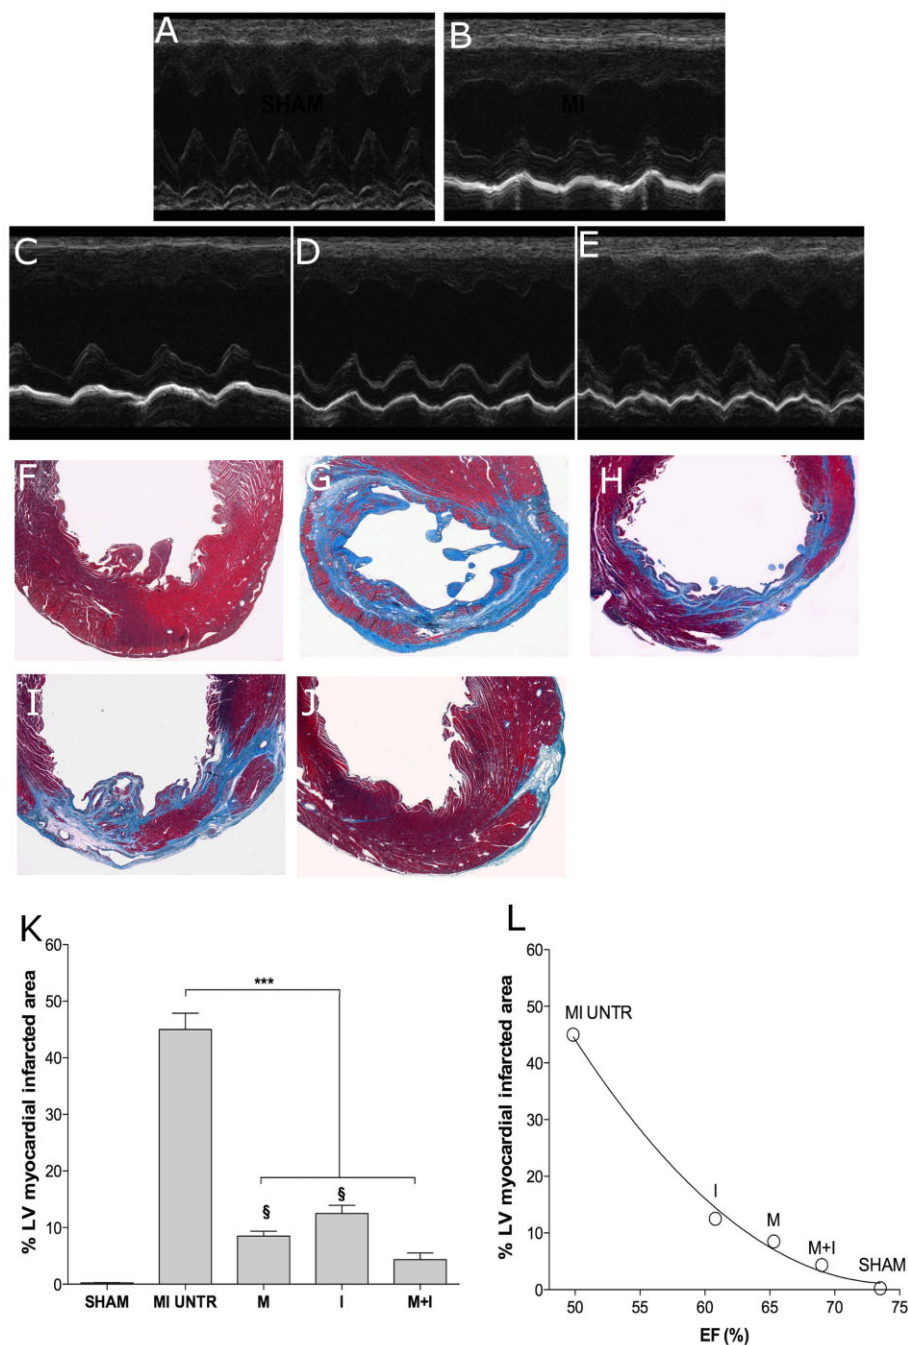 A
B
SHAM
MI
C
D
E
F
G
H
I
J
K
L
% LV myocardial infarcted area
60
50
40
30
20
10
0
***
§
§
SHAM
MI UNTR
M
I
M+I
% LV myocardial infarcted area
60
50
40
30
20
10
0
MI UNTR
I
M
M+I
SHAM
50
55
60
65
70
75
EF (%)